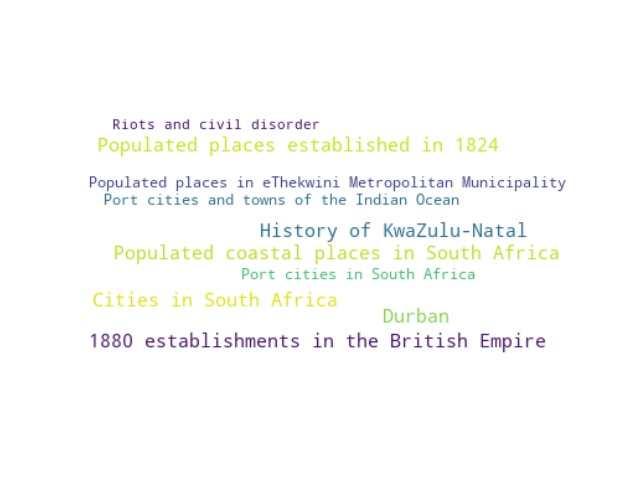 Riots and civil disorder
Populated places established in 1824
Populated places in eThekwini Metropolitan Municipality
Port cities and towns of the Indian Ocean
History of KwaZulu-Natal
Populated coastal places in South Africa
Port cities in South Africa
Cities in South Africa
Durban
1880 establishments in the British Empire